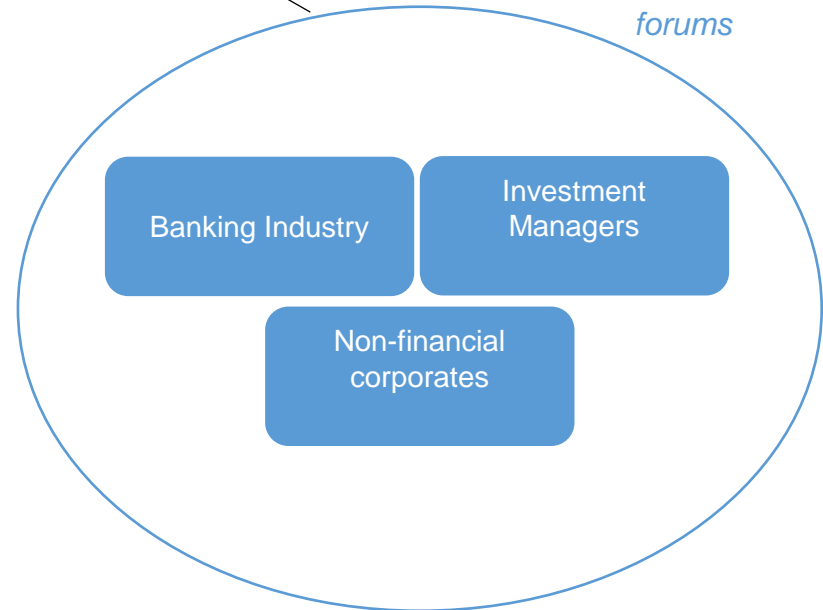 forums
Banking Industry
Investment
Managers
Non-financial
corporates